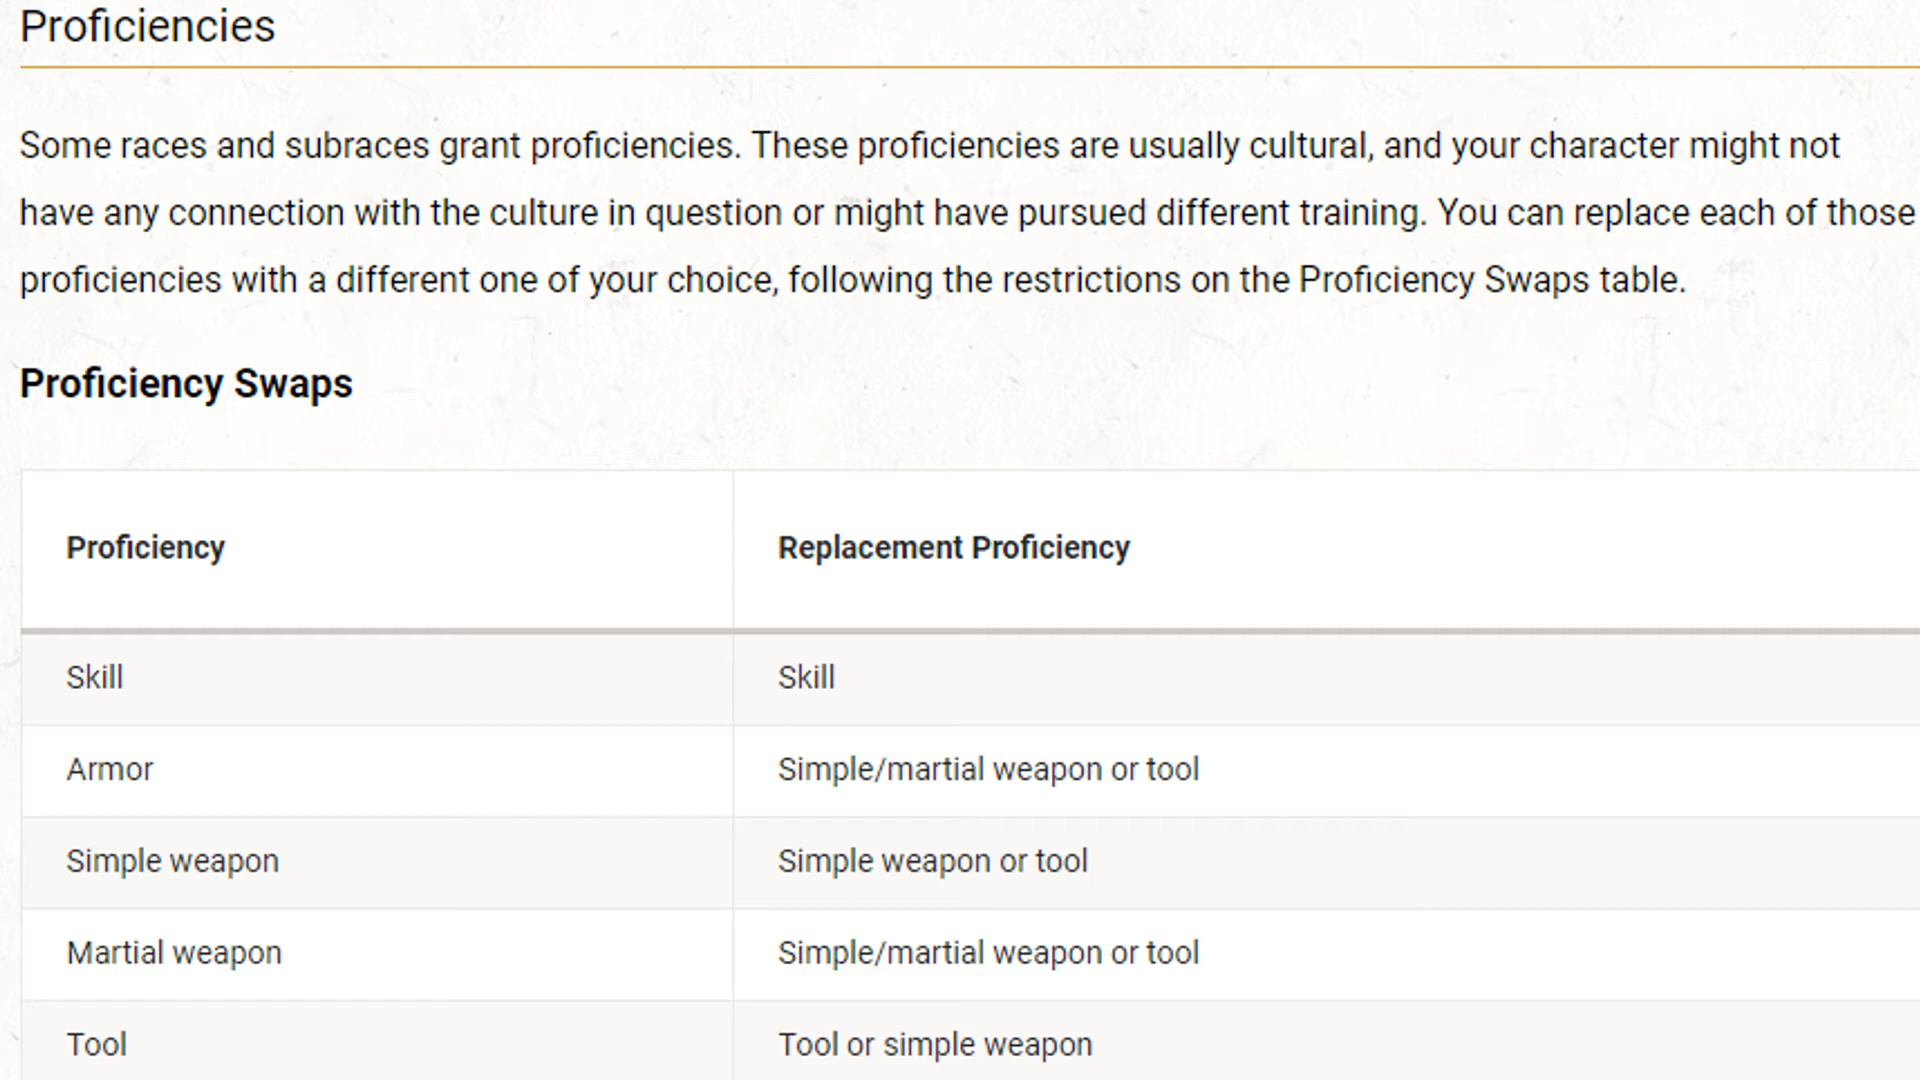 Proficiencies
Some races and subraces grant proficiencies. These proficiencies are usually cultural, and your character might not
have any connection with the culture in question or might have pursued different training. You can replace each of those
proficiencies with a different one of your choice, following the restrictions on the Proficiency Swaps table.
Proficiency Swaps
Proficiency Replacement Proficiency
Skill Skill
Armor Simple/martial weapon or tool
Simple weapon Simple weapon or tool
Martial weapon Simple/martial weapon or tool
Tool Tool or simple weapon